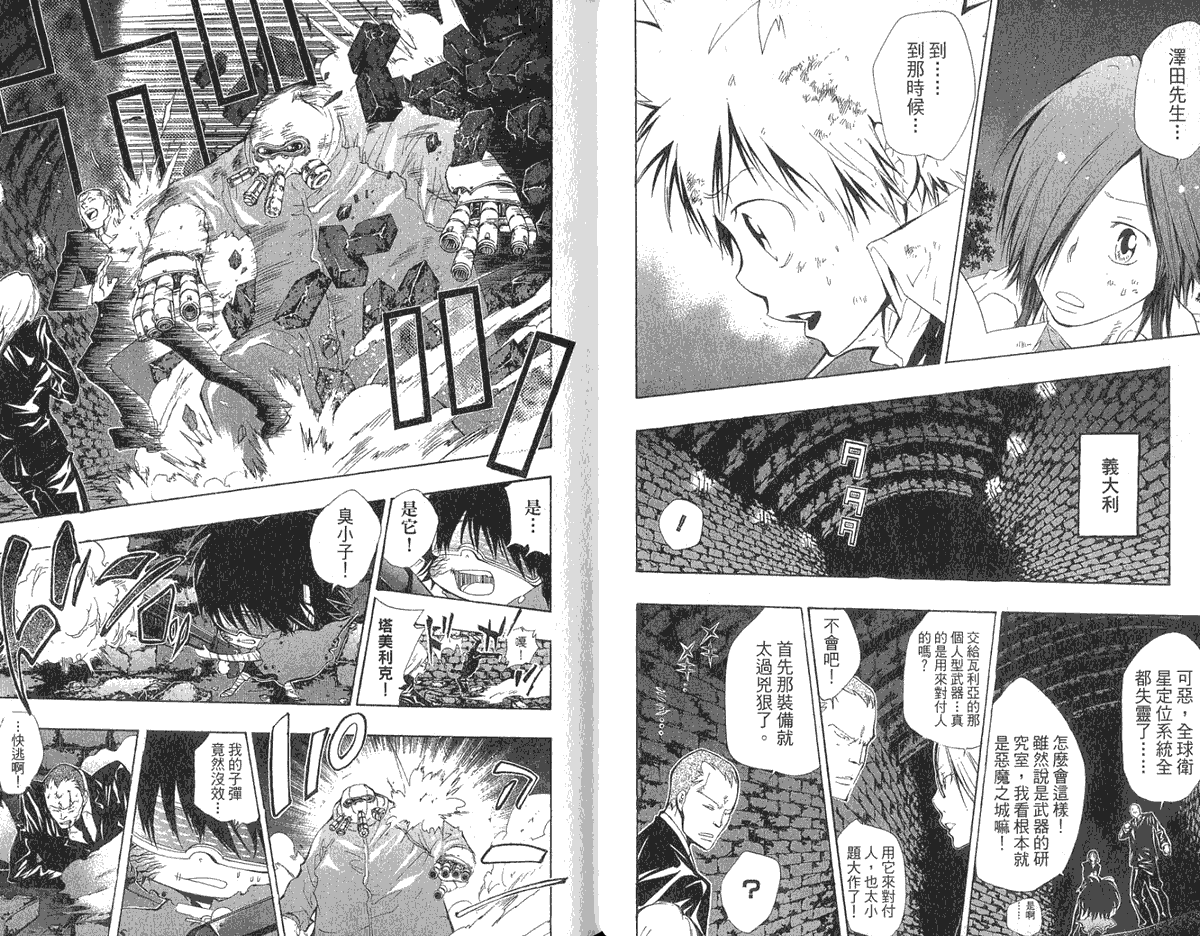 澤田先生…
到……
到那時候…
義大利
！
可惡，全球衛
星定位系統全
都失靈了……
怎麼會這樣！
雖然說是武器的研
究室，我看根本就
是惡魔之城嘛！
是啊
……
交給瓦利亞的那
個人型武器…真
的是用來對付人
的嗎？
用它來對付
人，也太小
題大作了！
不會吧！
首先那裝備就
太過兇狠了。
？
是…
是它！
嘎！
塔美利克！
臭小子！
我的子彈
竟然沒效…
…快逃啊！